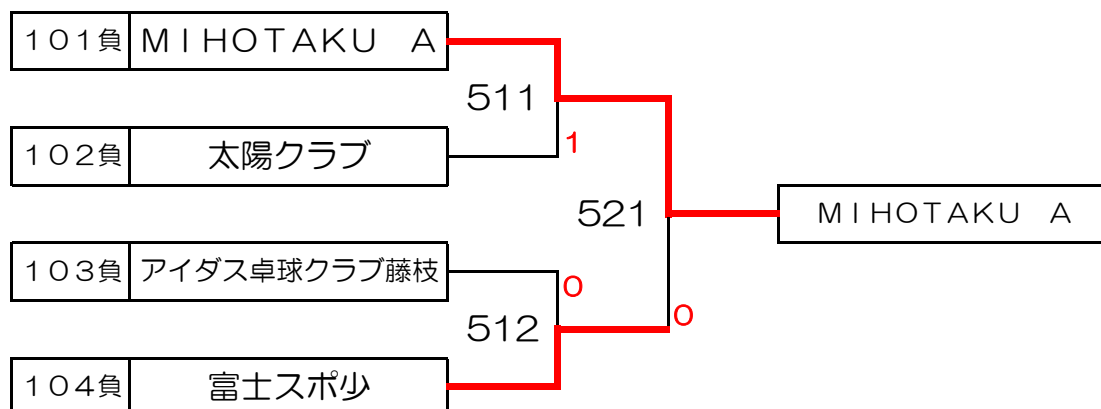 101負 MIHOTAKU A
511
102負 太陽クラブ
1
521
MIHOTAKU A
103負 アイダス卓球クラブ藤枝
0
512
0
104負 富士スポ少